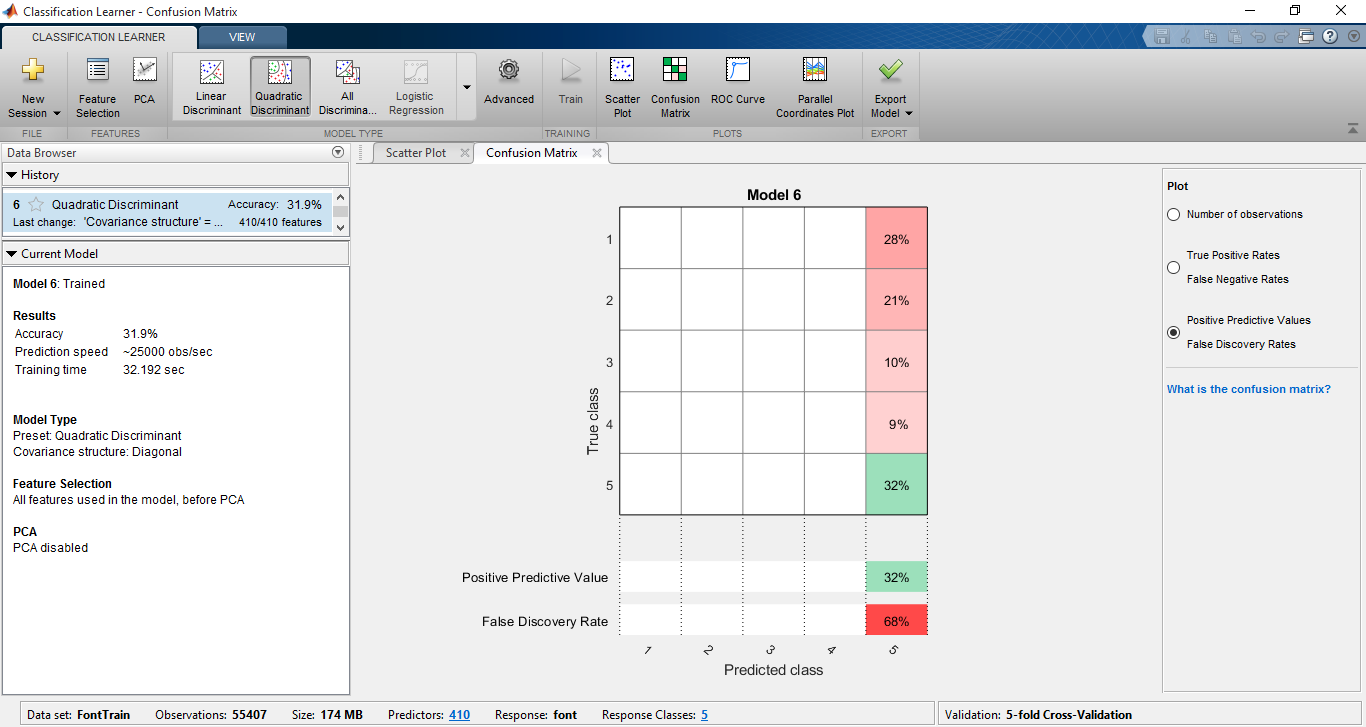 Classification Learner - Confusion Matrix
CLASSIFICATION LEARNER
VIEW
New Session
Feature Selection
PCA
Linear Discriminant
Quadratic Discriminant
All Discrimina...
Logistic Regression
Advanced
Train
Scatter Plot
Confusion Matrix
ROC Curve
Parallel Coordinates Plot
Export Model
FILE
FEATURES
MODEL TYPE
TRAINING
PLOTS
EXPORT
Data Browser
History
6 Quadratic Discriminant Accuracy: 31.9%
Last change: 'Covariance structure' = ... 410/410 features
Current Model
Model 6: Trained
Results
Accuracy 31.9%
Prediction speed ~25000 obs/sec
Training time 32.192 sec
Model Type
Preset: Quadratic Discriminant
Covariance structure: Diagonal
Feature Selection
All features used in the model, before PCA
PCA
PCA disabled
Scatter Plot
Confusion Matrix
Model 6
1 28%
2 21%
3 10%
4 9%
5 32%
True class
Positive Predictive Value 32%
False Discovery Rate 68%
1 2 3 4 5
Predicted class
Plot
Number of observations
True Positive Rates
False Negative Rates
Positive Predictive Values
False Discovery Rates
What is the confusion matrix?
Data set: FontTrain Observations: 55407 Size: 174 MB Predictors: 410 Response: font Response Classes: 5
Validation: 5-fold Cross-Validation